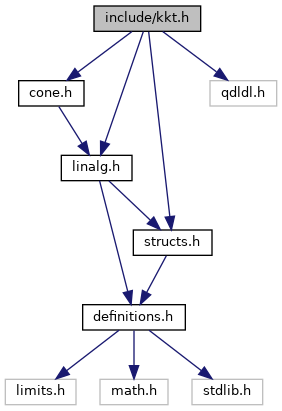 include/kkt.h
cone.h
qdldl.h
linalg.h
structs.h
definitions.h
limits.h
math.h
stdlib.h